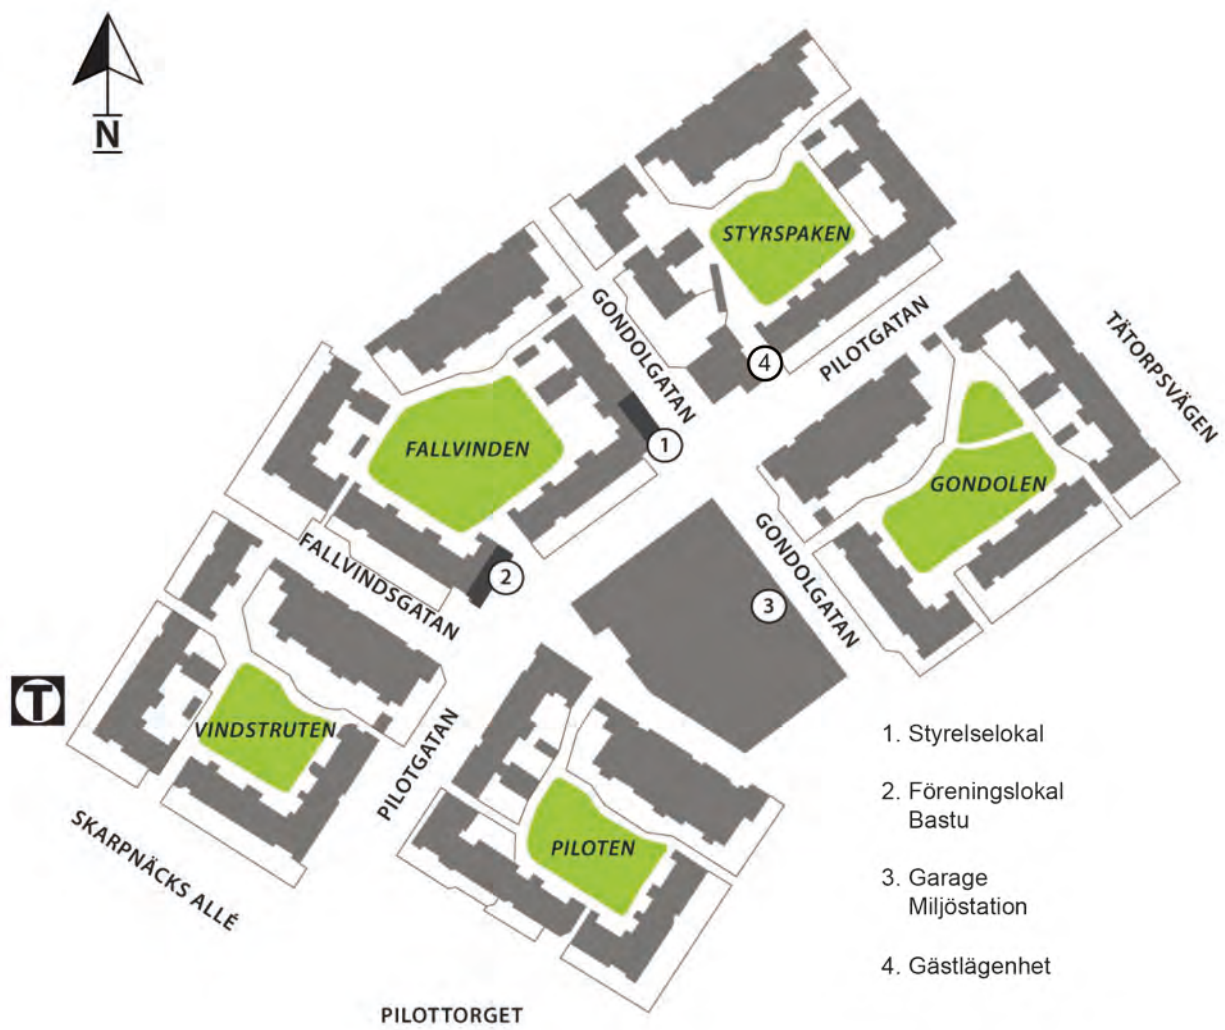 N
STYRSPAKEN
GONDOLGATAN
4
PILOTGATAN
TÄTORPSVÄGEN
FALLVINDEN
1
GONDOLEN
FALLVINDSGATAN
2
GONDOLGATAN
3
T
VINDSTRUTEN
PILOTGATAN
PILOTEN
SKARPNÄCKS ALLÉ
PILOTTORGET
1. Styrelselokal
2. Föreningslokal
Bastu
3. Garage
Miljöstation
4. Gästlägenhet